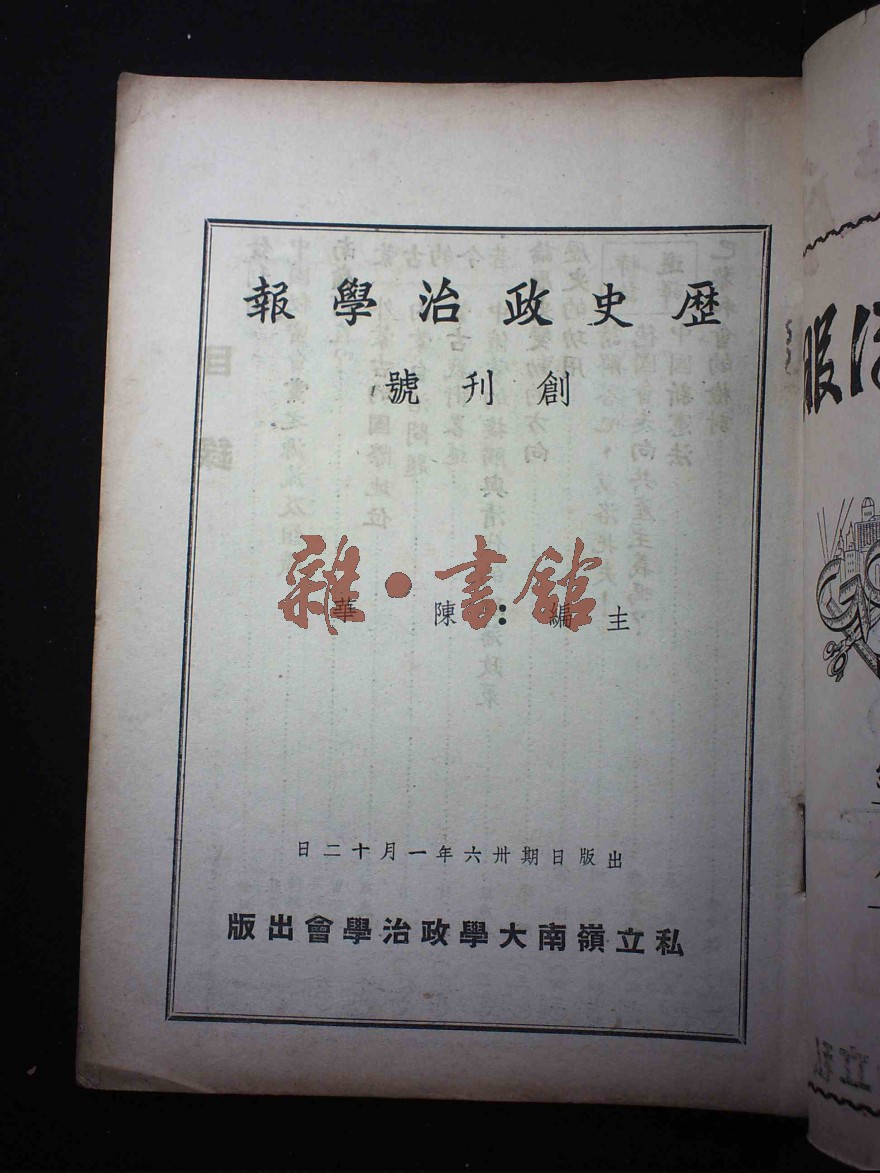 歷史政治學報
創刊號
雜·書館
主編：陳華
出版日期卅六年一月十二日
私立嶺南大學政治學會出版